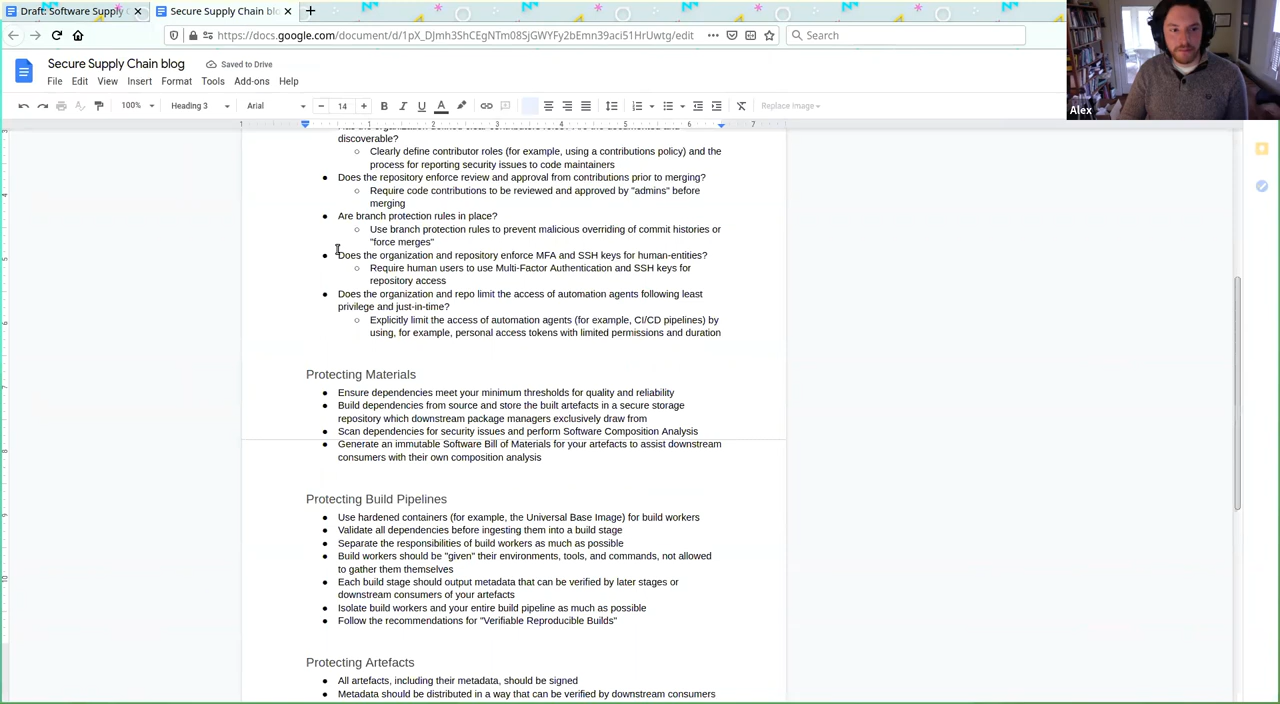 Draft: Software Supply C
Secure Supply Chain blog
https://docs.google.com/document/d/1pX_DJmh3ShCEgNTm08SjGWYFy2bEmn39aci51HrUwtg/edit
Search
Secure Supply Chain blog
Saved to Drive
File Edit View Insert Format Tools Add-ons Help
100% Heading 3 Arial 14 Replace Image
Alex
1 1 2 3 4 5 6 7
discoverable?
Clearly define contributor roles (for example, using a contributions policy) and the
process for reporting security issues to code maintainers
Does the repository enforce review and approval from contributions prior to merging?
Require code contributions to be reviewed and approved by "admins" before
merging
Are branch protection rules in place?
Use branch protection rules to prevent malicious overriding of commit histories or
"force merges"
Does the organization and repository enforce MFA and SSH keys for human-entities?
Require human users to use Multi-Factor Authentication and SSH keys for
repository access
Does the organization and repo limit the access of automation agents following least
privilege and just-in-time?
Explicitly limit the access of automation agents (for example, CI/CD pipelines) by
using, for example, personal access tokens with limited permissions and duration
Protecting Materials
Ensure dependencies meet your minimum thresholds for quality and reliability
Build dependencies from source and store the built artefacts in a secure storage
repository which downstream package managers exclusively draw from
Scan dependencies for security issues and perform Software Composition Analysis
Generate an immutable Software Bill of Materials for your artefacts to assist downstream
consumers with their own composition analysis
Protecting Build Pipelines
Use hardened containers (for example, the Universal Base Image) for build workers
Validate all dependencies before ingesting them into a build stage
Separate the responsibilities of build workers as much as possible
Build workers should be "given" their environments, tools, and commands, not allowed
to gather them themselves
Each build stage should output metadata that can be verified by later stages or
downstream consumers of your artefacts
Isolate build workers and your entire build pipeline as much as possible
Follow the recommendations for "Verifiable Reproducible Builds"
Protecting Artefacts
All artefacts, including their metadata, should be signed
Metadata should be distributed in a way that can be verified by downstream consumers